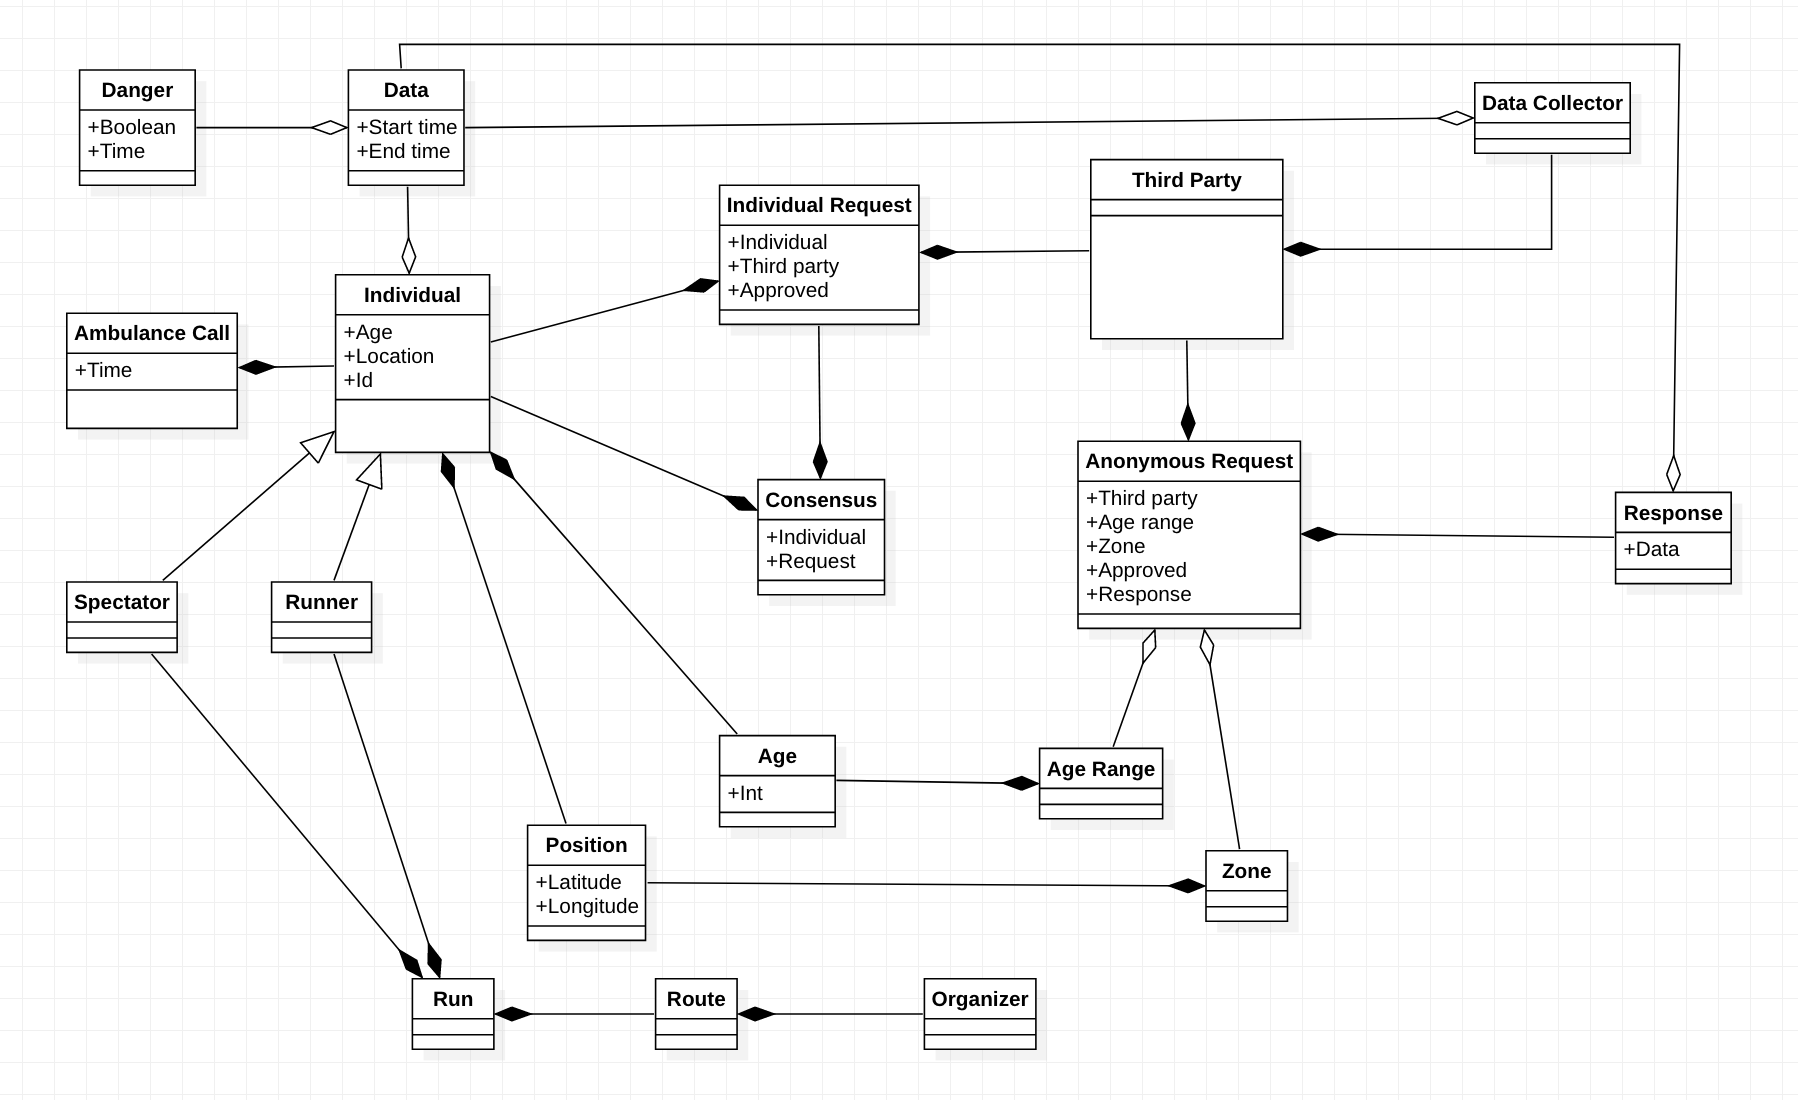 Danger
+Boolean
+Time
Data
+Start time
+End time
Data Collector
Third Party
Individual Request
+Individual
+Third party
+Approved
Individual
+Age
+Location
+Id
Ambulance Call
+Time
Anonymous Request
+Third party
+Age range
+Zone
+Approved
+Response
Consensus
+Individual
+Request
Response
+Data
Spectator
Runner
Age
+Int
Age Range
Position
+Latitude
+Longitude
Zone
Run
Route
Organizer